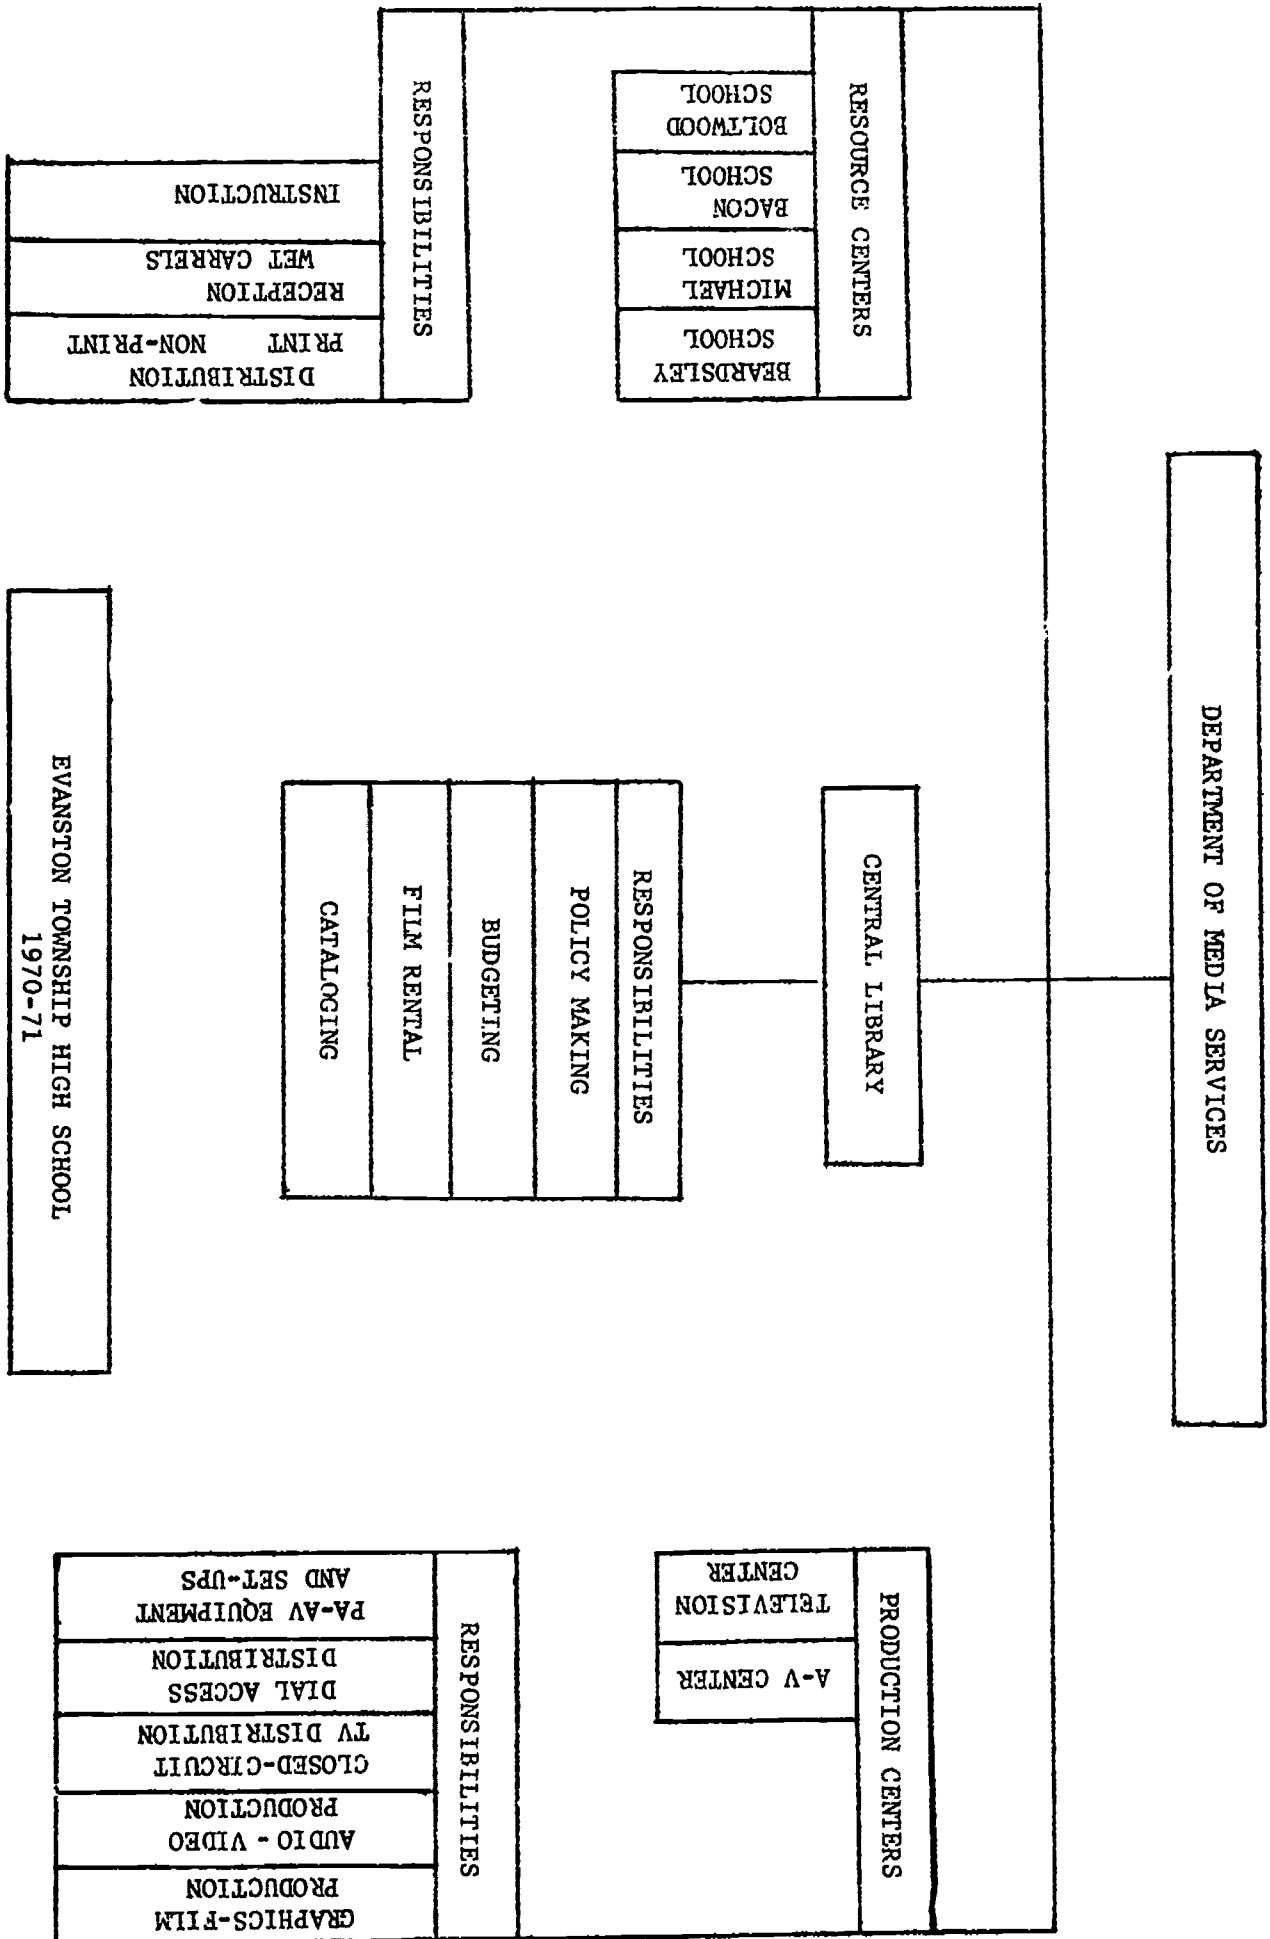 DEPARTMENT OF MEDIA SERVICES
RESOURCE CENTERS
BEARDSLEY
SCHOOL
MICHAEL
SCHOOL
BACON
SCHOOL
BOLTWOOD
SCHOOL
RESPONSIBILITIES
DISTRIBUTION
PRINT NON-PRINT
RECEPTION
WET CARRELS
INSTRUCTION
CENTRAL LIBRARY
RESPONSIBILITIES
POLICY MAKING
BUDGETING
FILM RENTAL
CATALOGING
PRODUCTION CENTERS
A-V CENTER
TELEVISION
CENTER
RESPONSIBILITIES
GRAPHICS-FILM
PRODUCTION
AUDIO - VIDEO
PRODUCTION
CLOSED-CIRCUIT
TV DISTRIBUTION
DIAL ACCESS
DISTRIBUTION
PA-AV EQUIPMENT
AND SET-UPS
EVANSTON TOWNSHIP HIGH SCHOOL
1970-71